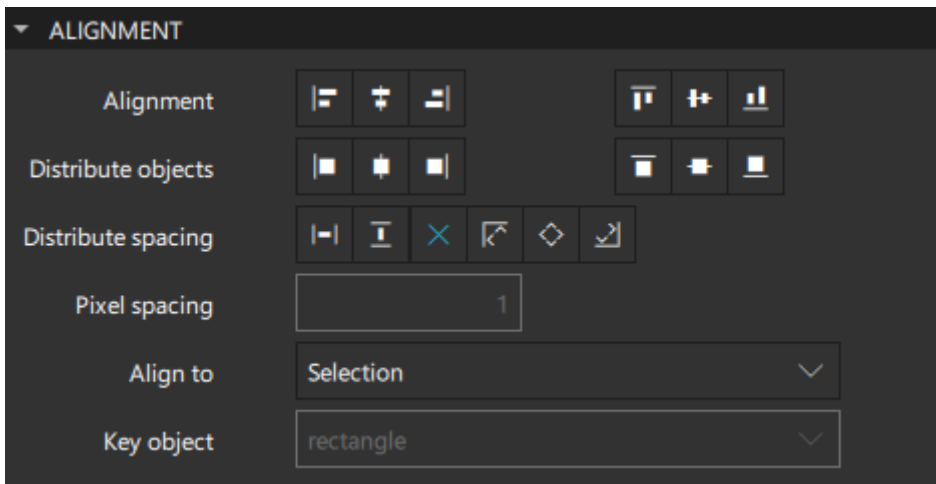 ALIGNMENT
Alignment
Distribute objects
Distribute spacing
Pixel spacing 1
Align to Selection
Key object rectangle